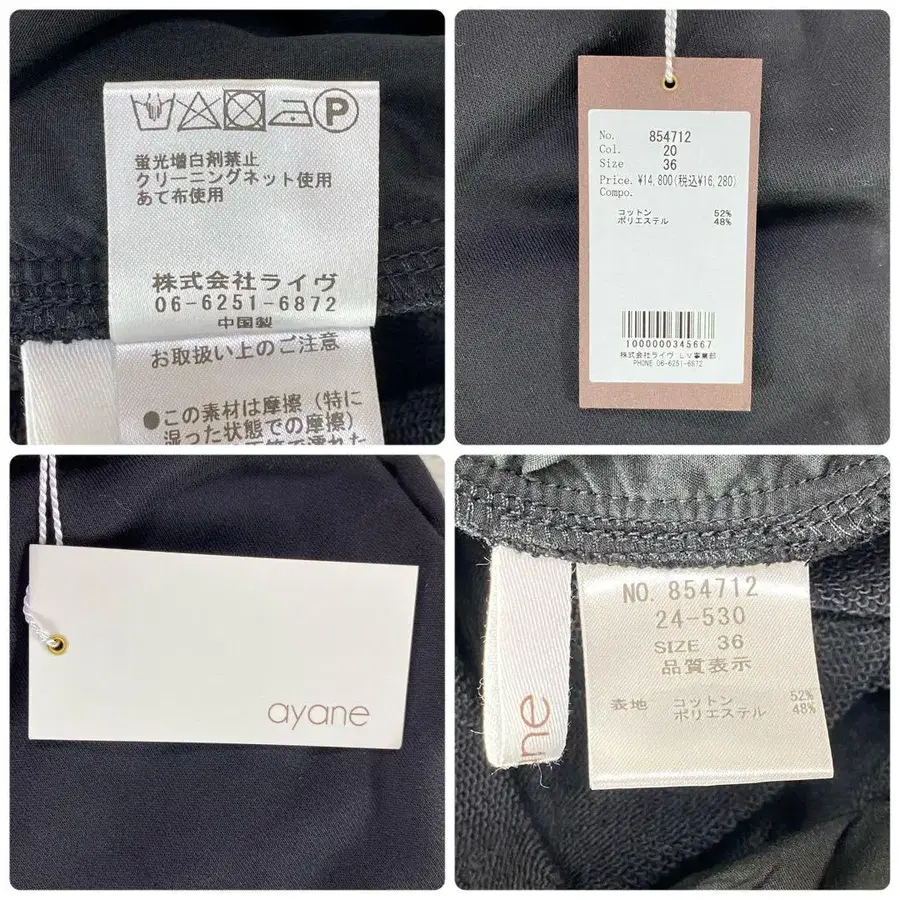 P
蛍光増白剤禁止
クリーニングネット使用
あて布使用
株式会社ライヴ
06-6251-6872
中国製
お取扱い上のご注意
●この素材は摩擦（特に
湿った状態での摩擦）
No. 854712
Col. 20
Size 36
Price. ¥14,800(税込¥16,280)
Compo.
コットン 52%
ポリエステル 48%
1000000345667
株式会社ライヴ LV事業部
PHONE 06-6251-6872
ayane
ne
NO. 854712
24-530
SIZE 36
品質表示
表地 コットン 52%
ポリエステル 48%